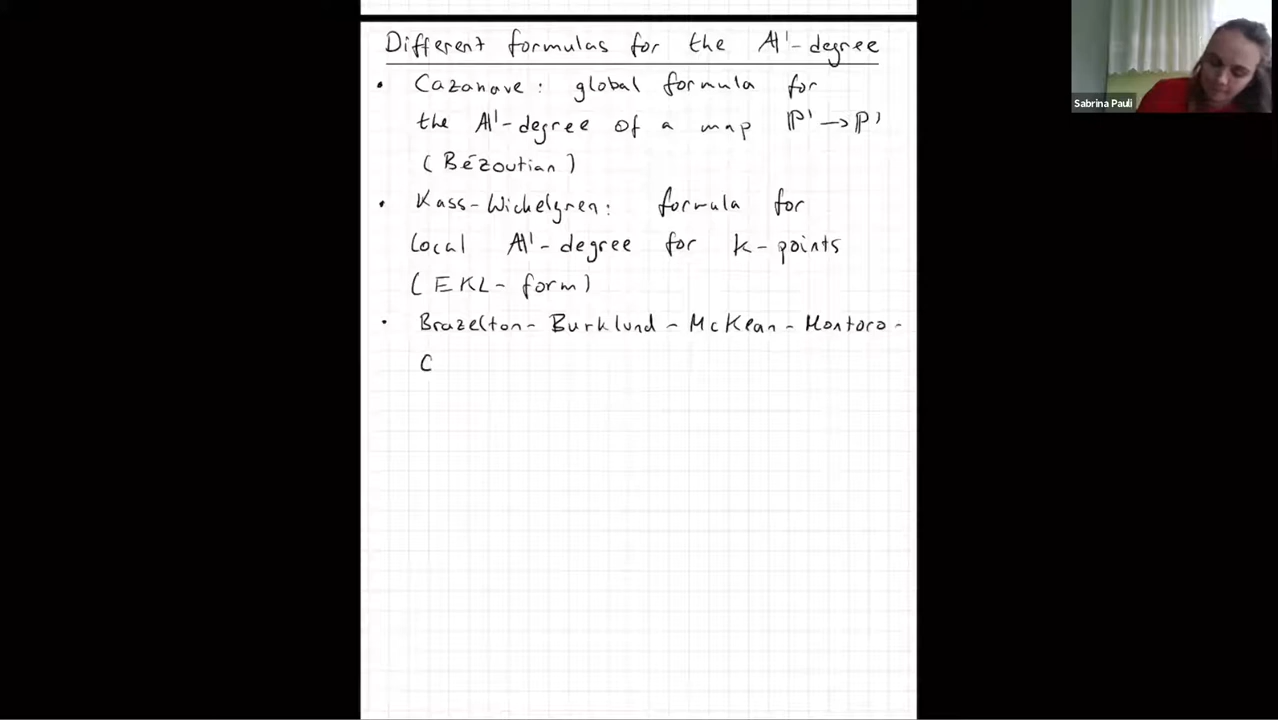 Different formulas for the A¹-degree
• Cazanave: global formula for
the A¹-degree of a map P¹→P¹
(Bézoutian)
• Kass-Wickelgren: formula for
local A¹-degree for k-points
(EKL-form)
• Brazelton-Burklund-McKean-Montoro-
O
Sabrina Pauli